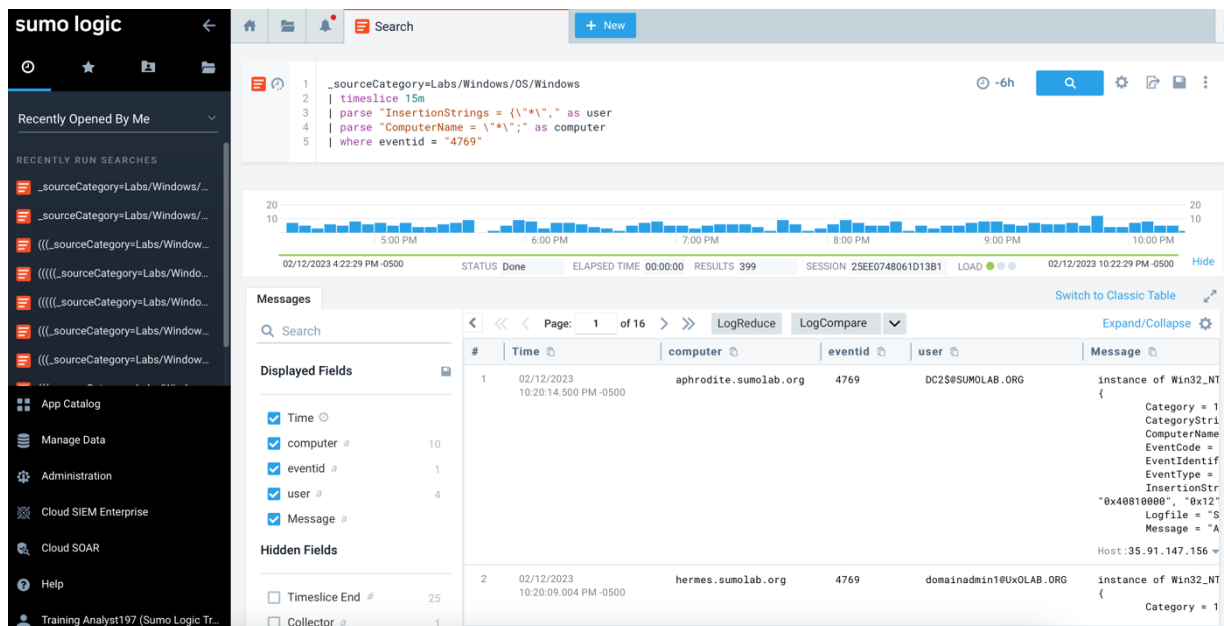 sumo logic
Search
+ New
Recently Opened By Me
RECENTLY RUN SEARCHES
_sourceCategory=Labs/Windows/...
_sourceCategory=Labs/Windows/...
(((_sourceCategory=Labs/Window...
(((((_sourceCategory=Labs/Windo...
(((((_sourceCategory=Labs/Windo...
(((_sourceCategory=Labs/Window...
(((_sourceCategory=Labs/Window...
App Catalog
Manage Data
Administration
Cloud SIEM Enterprise
Cloud SOAR
Help
Training Analyst197 (Sumo Logic Tr...
1 _sourceCategory=Labs/Windows/OS/Windows
2 | timeslice 15m
3 | parse "InsertionStrings = {\"*\"," as user
4 | parse "ComputerName = \"*\";" as computer
5 | where eventid = "4769"
-6h
20 20
10 10
5:00 PM 6:00 PM 7:00 PM 8:00 PM 9:00 PM 10:00 PM
02/12/2023 4:22:29 PM -0500 STATUS Done ELAPSED TIME 00:00:00 RESULTS 399 SESSION 25EE0748061D13B1 LOAD 02/12/2023 10:22:29 PM -0500 Hide
Messages
Switch to Classic Table
Search
Page: 1 of 16 LogReduce LogCompare Expand/Collapse
Displayed Fields
Time
computer a 10
eventid a 1
user a 4
Message a
Hidden Fields
Timeslice End # 25
Collector a 1
# Time computer eventid user Message
1 02/12/2023 aphrodite.sumolab.org 4769 DC2$@SUMOLAB.ORG instance of Win32_NT
10:20:14.500 PM -0500 {
Category = 1
CategoryStri
ComputerName
EventCode =
EventIdentif
EventType =
InsertionStr
"0x40810000", "0x12"
Logfile = "S
Message = "A
Host:35.91.147.156
2 02/12/2023 hermes.sumolab.org 4769 domainadmin1@UxOLAB.ORG instance of Win32_NT
10:20:09.004 PM -0500 {
Category = 1